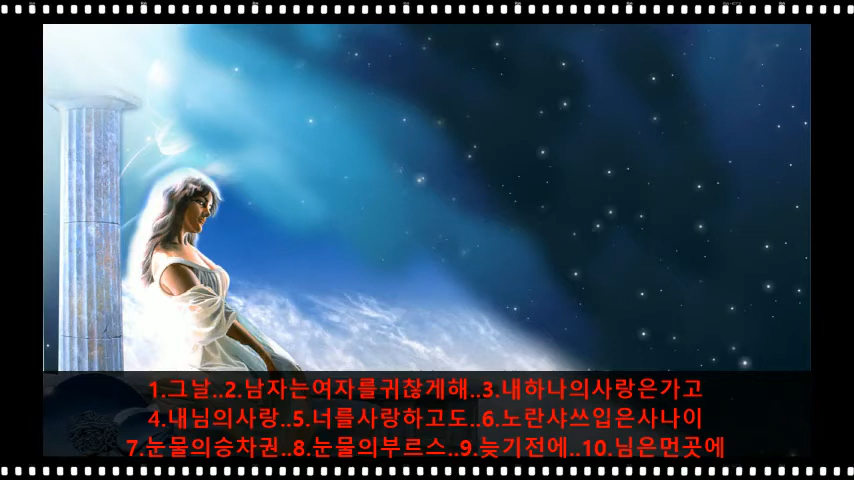 1.그날..2.남자는여자를귀찮게해..3.내하나의사랑은가고
4.내님의사랑..5.너를사랑하고도..6.노란샤쓰입은사나이
7.눈물의승차권..8.눈물의부르스..9.늦기전에..10.님은먼곳에